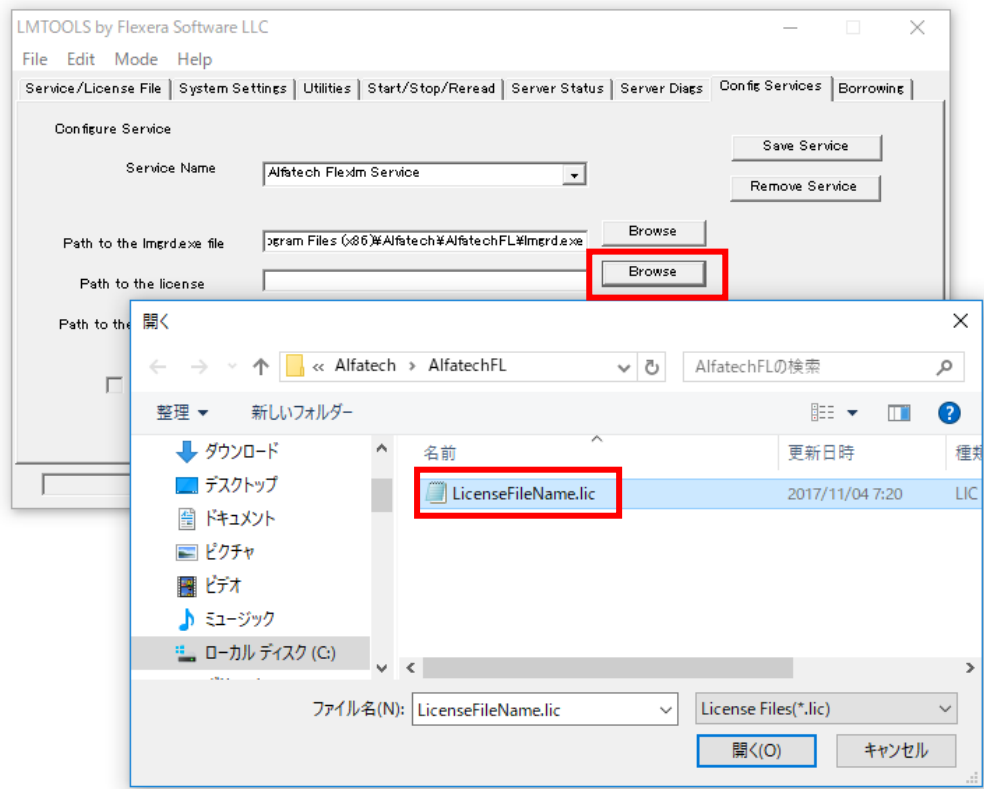 LMTOOLS by Flexera Software LLC
File Edit Mode Help
Service/License File System Settings Utilities Start/Stop/Reread Server Status Server Diags Config Services Borrowing
Configure Service
Save Service
Service Name Alfatech Flexlm Service
Remove Service
Path to the lmgrd.exe file ogram Files (x86)¥Alfatech¥AlfatechFL¥lmgrd.exe Browse
Path to the license Browse
Path to the
開く
« Alfatech › AlfatechFL AlfatechFLの検索
整理 新しいフォルダー
ダウンロード
デスクトップ
ドキュメント
ピクチャ
ビデオ
ミュージック
ローカル ディスク (C:)
名前 更新日時 種類
LicenseFileName.lic 2017/11/04 7:20 LIC
ファイル名(N): LicenseFileName.lic License Files(*.lic)
開く(O) キャンセル